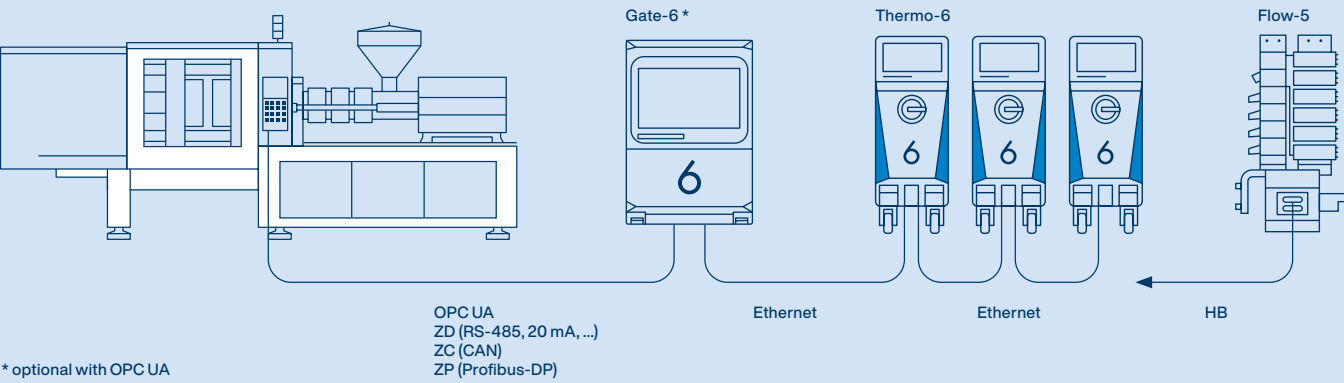 Gate-6 *
Thermo-6
Flow-5
6
6
6
6
OPC UA
ZD (RS-485, 20 mA, ...)
ZC (CAN)
ZP (Profibus-DP)
Ethernet
Ethernet
HB
* optional with OPC UA